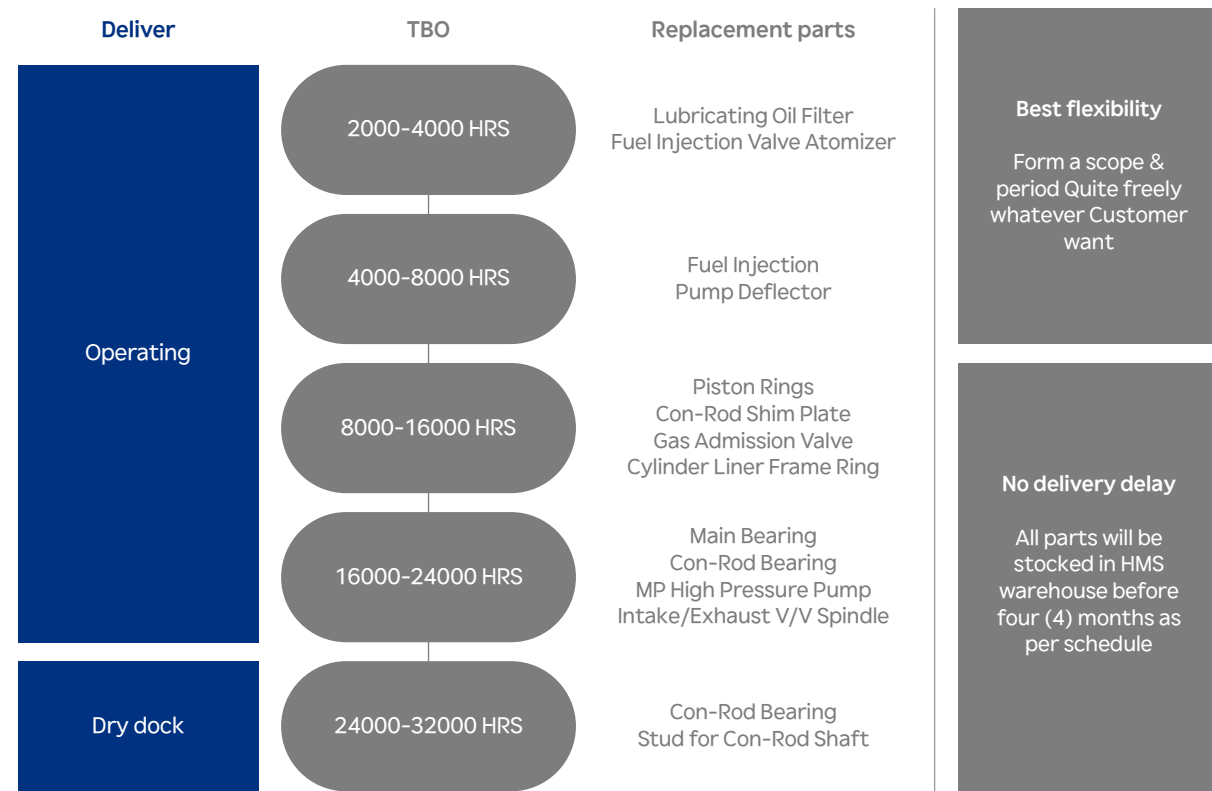 Deliver
TBO
Replacement parts
Operating
2000-4000 HRS
Lubricating Oil Filter
Fuel Injection Valve Atomizer
4000-8000 HRS
Fuel Injection
Pump Deflector
8000-16000 HRS
Piston Rings
Con-Rod Shim Plate
Gas Admission Valve
Cylinder Liner Frame Ring
16000-24000 HRS
Main Bearing
Con-Rod Bearing
MP High Pressure Pump
Intake/Exhaust V/V Spindle
Dry dock
24000-32000 HRS
Con-Rod Bearing
Stud for Con-Rod Shaft
Best flexibility
Form a scope &
period Quite freely
whatever Customer
want
No delivery delay
All parts will be
stocked in HMS
warehouse before
four (4) months as
per schedule